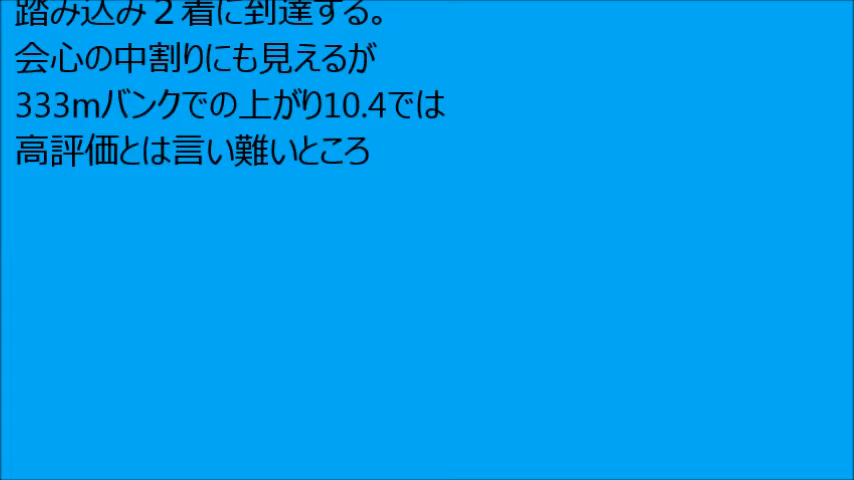 踏み込み２着に到達する。
会心の中割りにも見えるが
333mバンクでの上がり10.4では
高評価とは言い難いところ